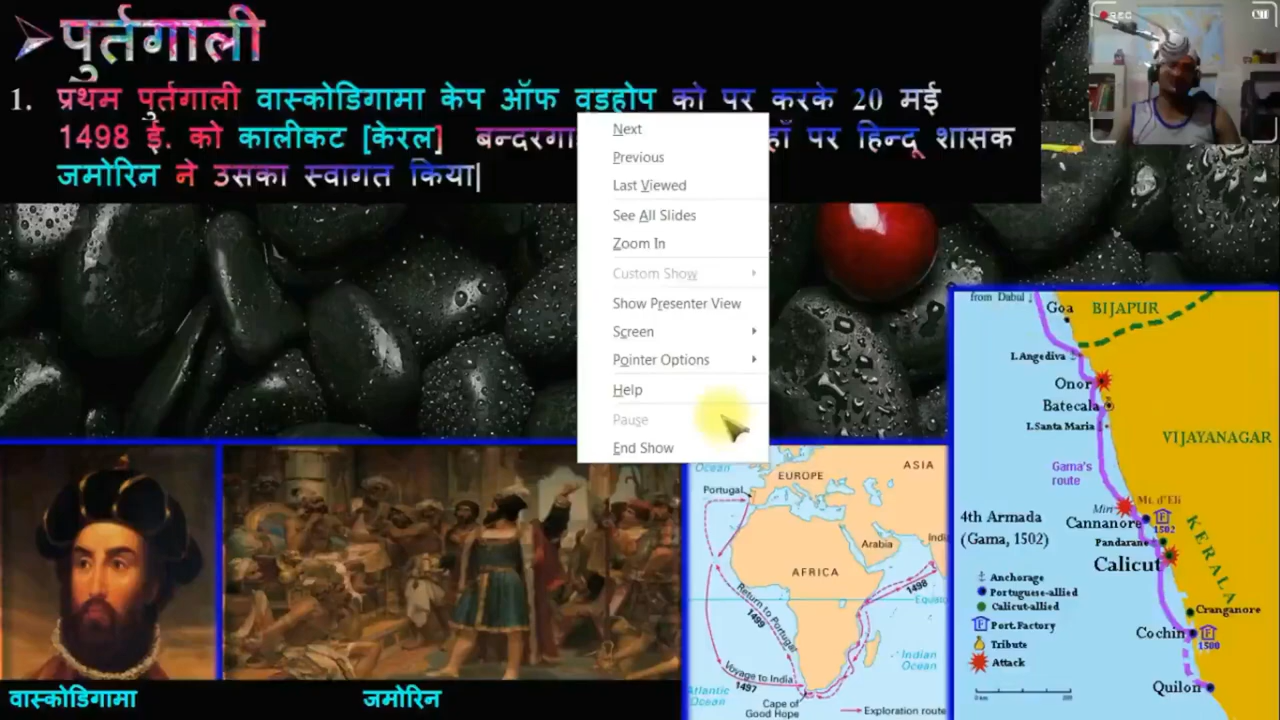 पुर्तगाली
REC
1. प्रथम पुर्तगाली वास्कोडिगामा केप ऑफ वडहोप को पर करके 20 मई
1498 ई. को कालीकट [केरल] बन्दरगा हाँ पर हिन्दू शासक
जमोरिन ने उसका स्वागत किया|
Next
Previous
Last Viewed
See All Slides
Zoom In
Custom Show
Show Presenter View
Screen
Pointer Options
Help
Pause
End Show
from Dabul
Goa
BIJAPUR
I. Angediva
Onor
Batecala
I. Santa Maria
VIJAYANAGAR
Gama's
route
Mt. d'Eli
4th Armada
(Gama, 1502)
Cannanore
1502
Pandarane
Calicut
KERALA
Anchorage
Portuguese-allied
Calicut-allied
Port.Factory
Tribute
Attack
Cranganore
Cochin
1500
Quilon
Ocean
EUROPE
ASIA
Portugal
Arabia
AFRICA
1498
Return to Portugal
1499
Indian
Ocean
Voyage to India
1497
Atlantic
Ocean
Cape of
Good Hope
Exploration route
वास्कोडिगामा
जमोरिन